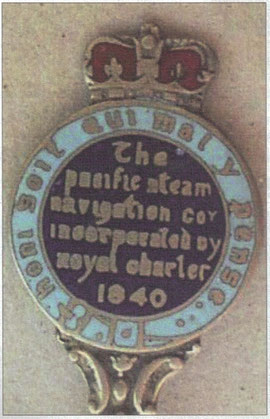 honi soit qui mal y pense
The
pacific steam
navigation coy
incorporated by
royal charter
1840